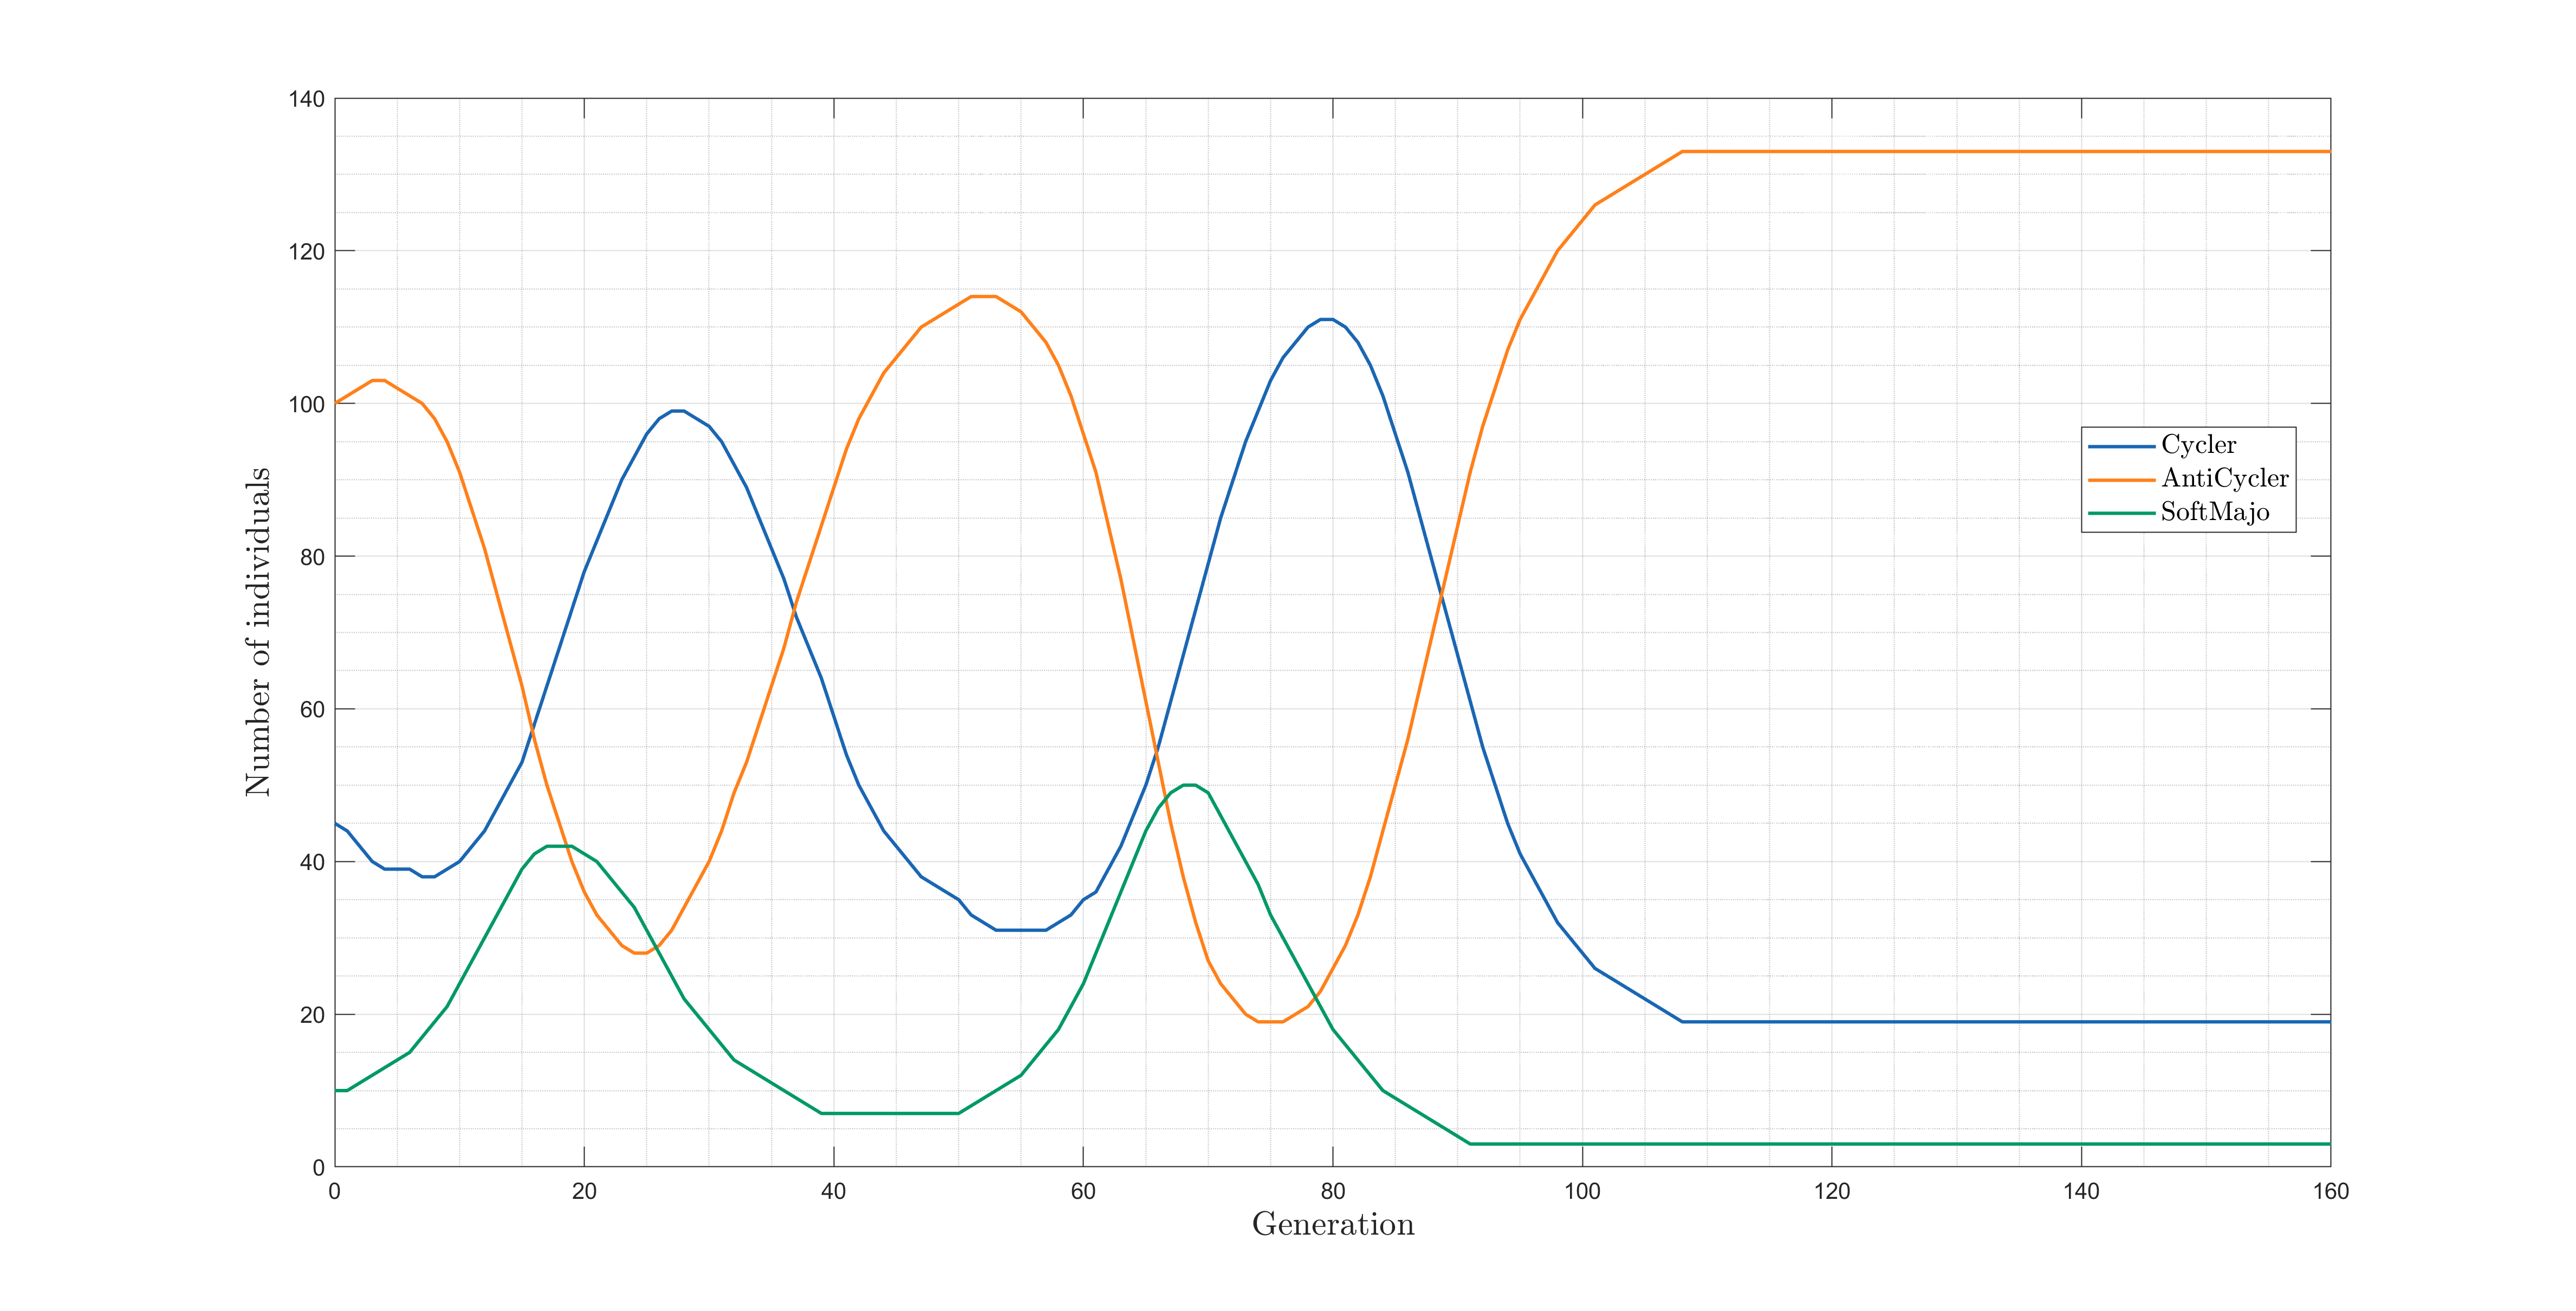 140
120
100
80
60
40
20
0
0 20 40 60 80 100 120 140 160
Number of individuals
Generation
Cycler
AntiCycler
SoftMajo